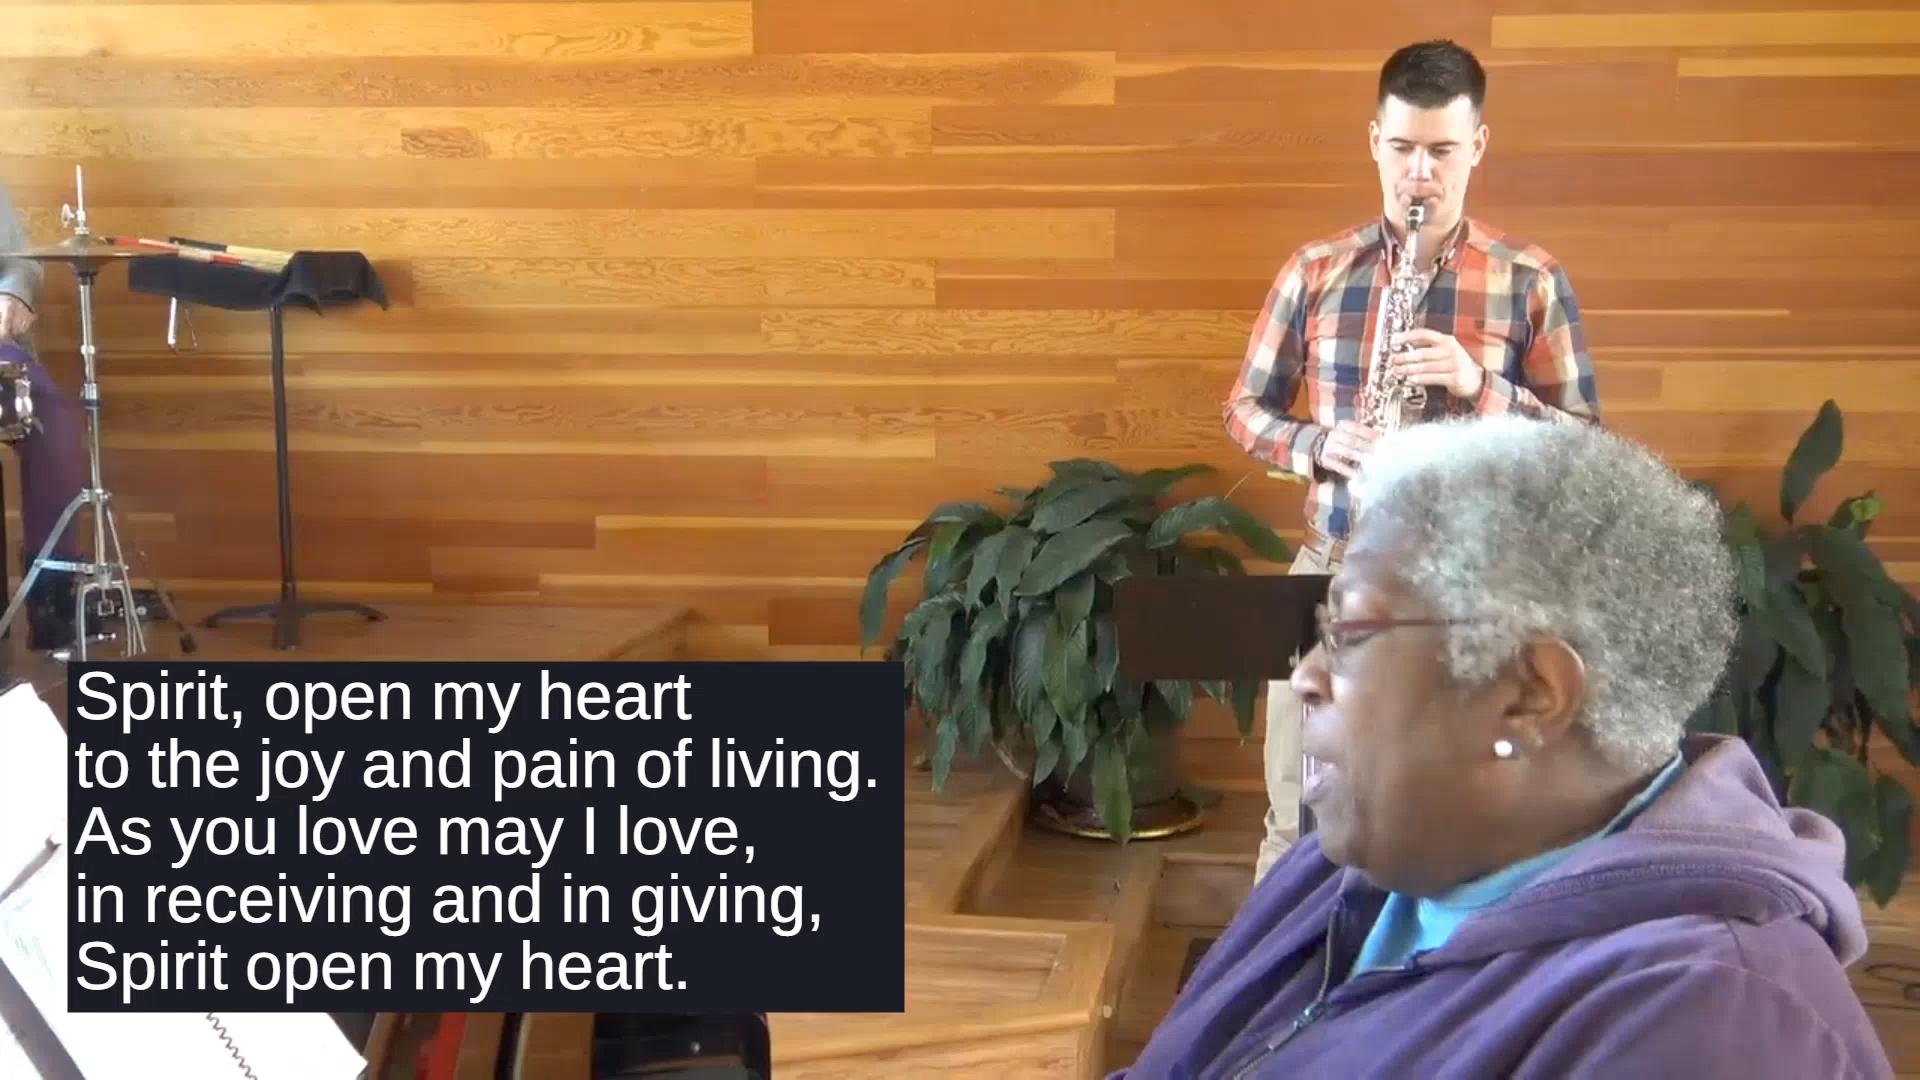 Spirit, open my heart
to the joy and pain of living.
As you love may I love,
in receiving and in giving,
Spirit open my heart.